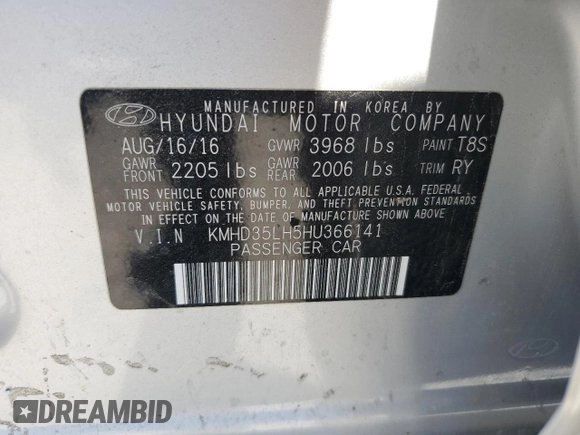 MANUFACTURED IN KOREA BY
HYUNDAI MOTOR COMPANY
AUG/16/16 GVWR 3968 lbs PAINT T8S
GAWR FRONT 2205 lbs GAWR REAR 2006 lbs TRIM RY
THIS VEHICLE CONFORMS TO ALL APPLICABLE U.S.A. FEDERAL
MOTOR VEHICLE SAFETY, BUMPER, AND THEFT PREVENTION STANDARDS
IN EFFECT ON THE DATE OF MANUFACTURE SHOWN ABOVE.
V.I.N KMHD35LH5HU366141
PASSENGER CAR
DREAMBID